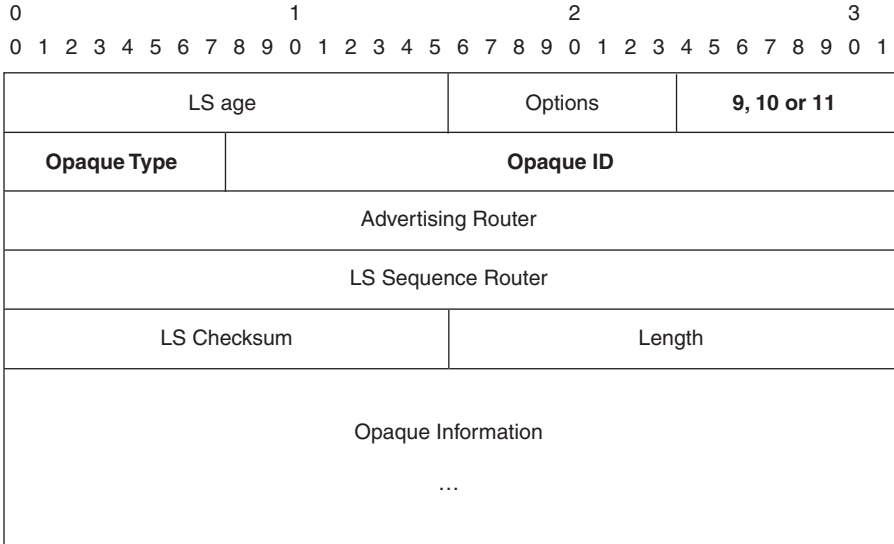 0 1 2 3
0 1 2 3 4 5 6 7 8 9 0 1 2 3 4 5 6 7 8 9 0 1 2 3 4 5 6 7 8 9 0 1
LS age Options 9, 10 or 11
Opaque Type Opaque ID
Advertising Router
LS Sequence Router
LS Checksum Length
Opaque Information
…